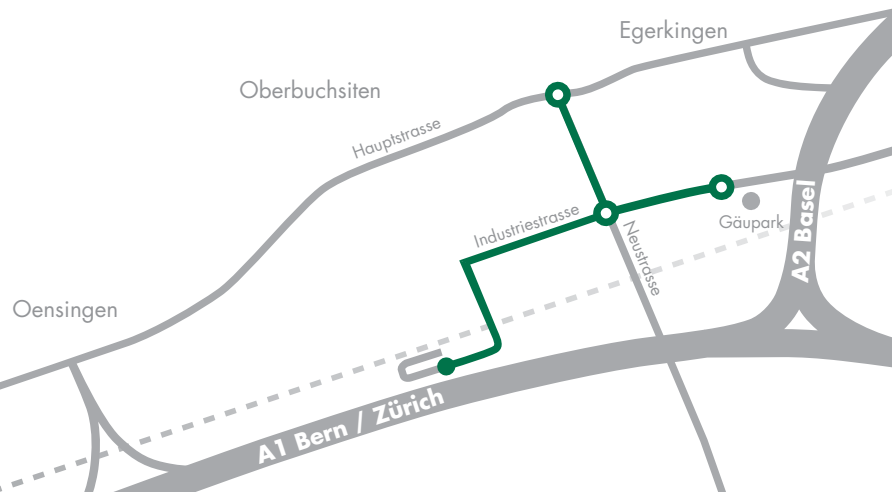 Egerkingen
Oberbuchsiten
Hauptstrasse
Industriestrasse
Gäupark
Neustrasse
A2 Basel
Oensingen
A1 Bern / Zürich